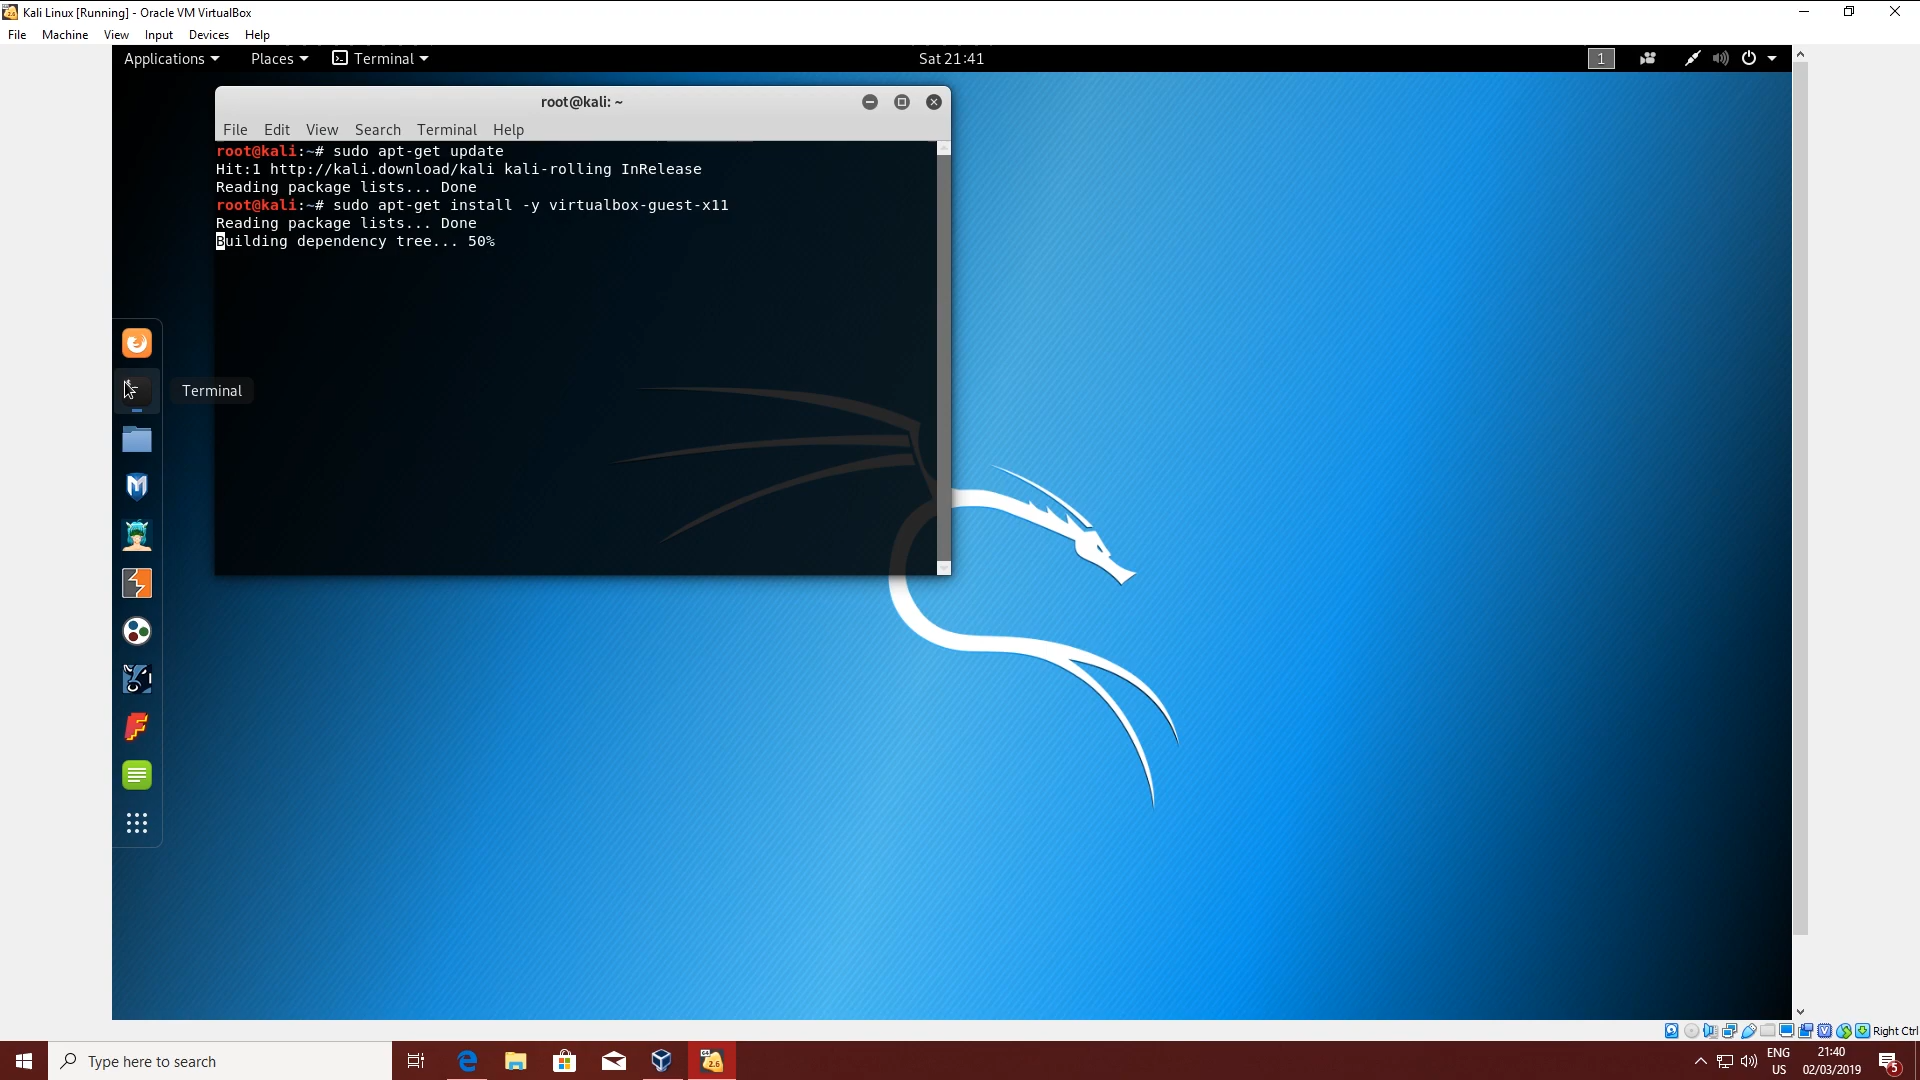 Kali Linux [Running] - Oracle VM VirtualBox
File Machine View Input Devices Help
Applications Places Terminal Sat 21:41 1
root@kali: ~
File Edit View Search Terminal Help
root@kali:~# sudo apt-get update
Hit:1 http://kali.download/kali kali-rolling InRelease
Reading package lists... Done
root@kali:~# sudo apt-get install -y virtualbox-guest-x11
Reading package lists... Done
Building dependency tree... 50%
Terminal
Right Ctrl
Type here to search
2.6
ENG
US
21:40
02/03/2019
5